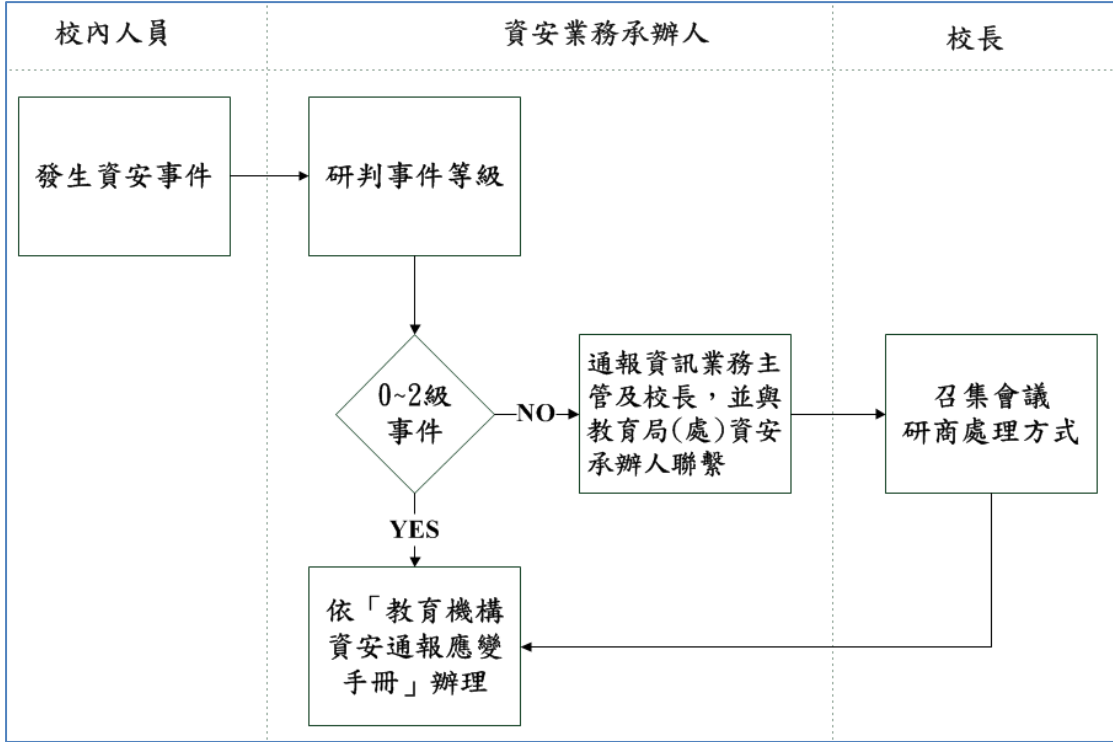 校內人員
資安業務承辦人
校長
發生資安事件
研判事件等級
0~2級
事件
NO
通報資訊業務主
管及校長，並與
教育局(處)資安
承辦人聯繫
召集會議
研商處理方式
YES
依「教育機構
資安通報應變
手冊」辦理